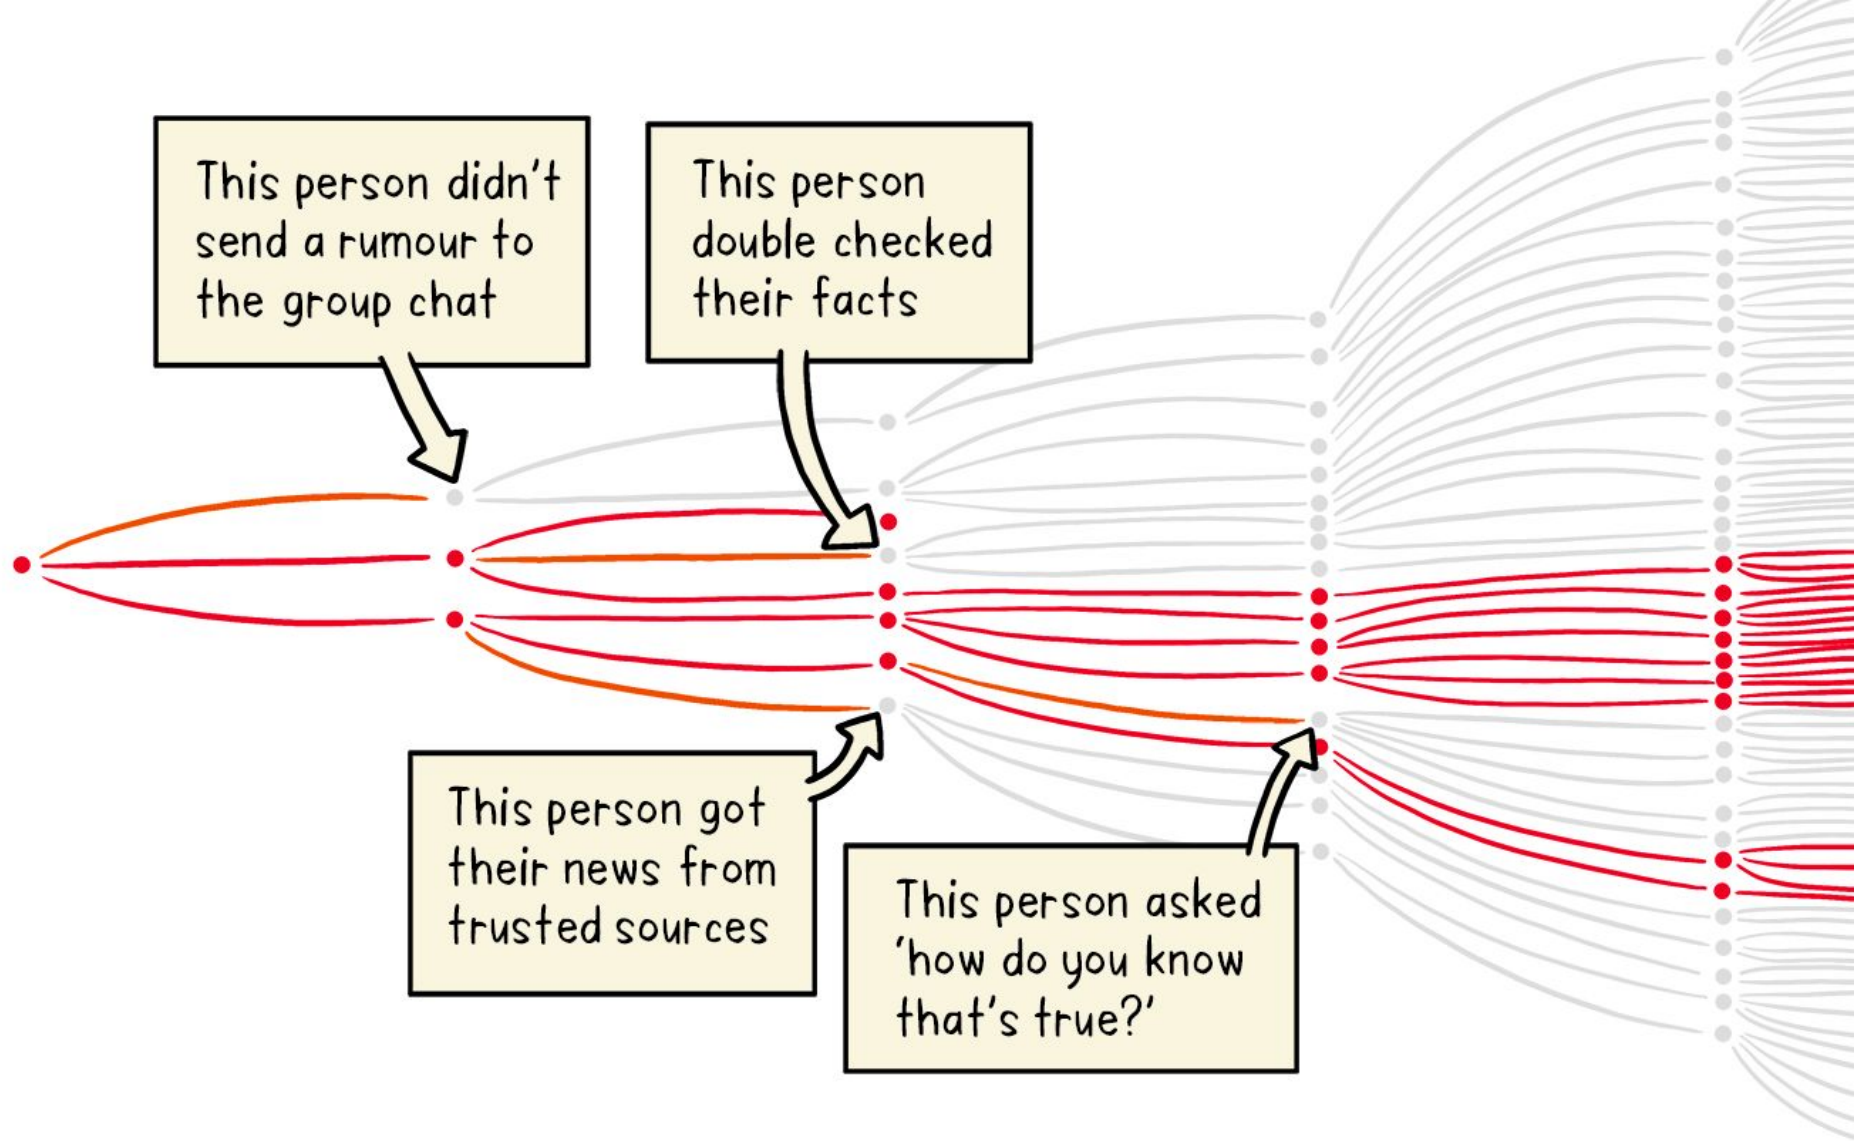 This person didn't
send a rumour to
the group chat
This person
double checked
their facts
This person got
their news from
trusted sources
This person asked
'how do you know
that's true?'